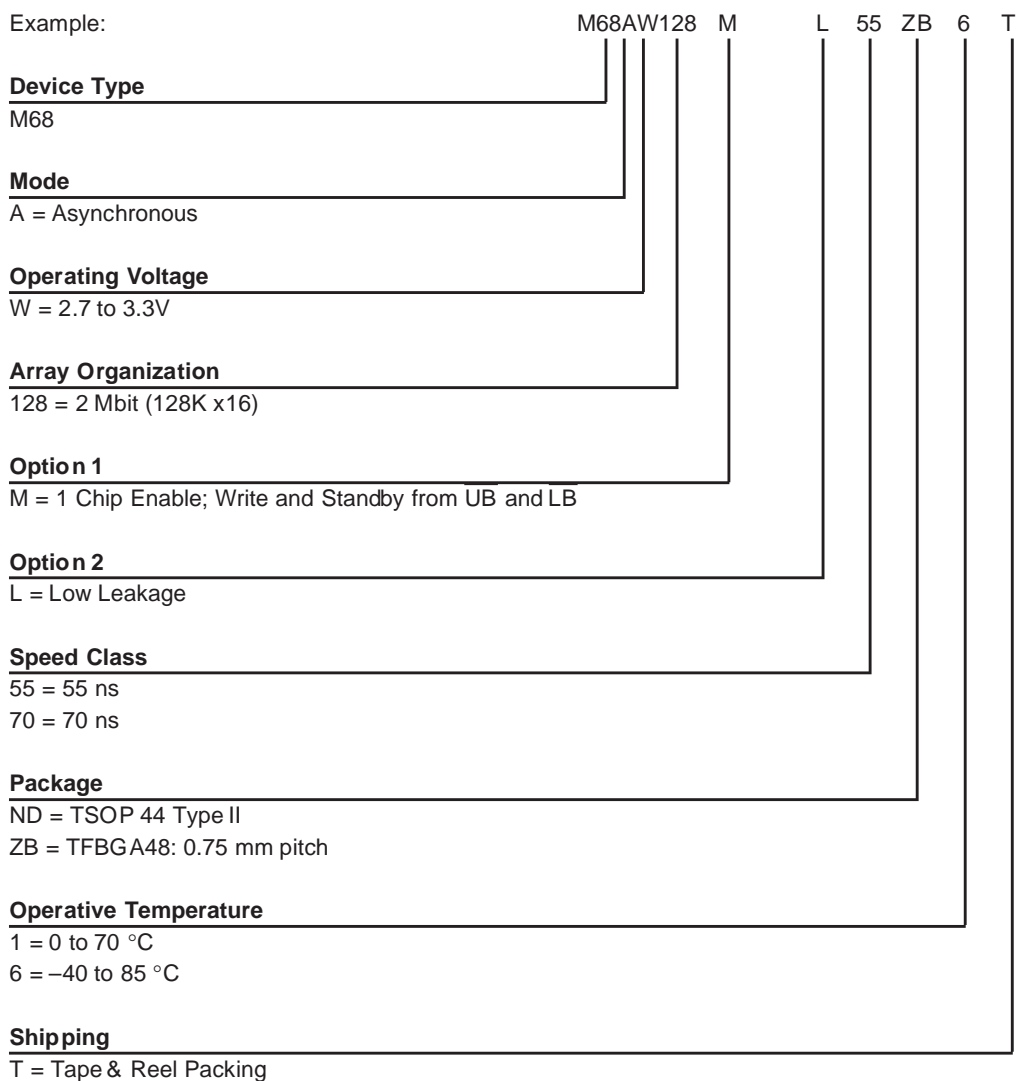 Example: M68AW128 M L 55 ZB 6 T
Device Type
M68
Mode
A = Asynchronous
Operating Voltage
W = 2.7 to 3.3V
Array Organization
128 = 2 Mbit (128K x16)
Option 1
M = 1 Chip Enable; Write and Standby from U̅B̅ and L̅B̅
Option 2
L = Low Leakage
Speed Class
55 = 55 ns
70 = 70 ns
Package
ND = TSOP 44 Type II
ZB = TFBGA48: 0.75 mm pitch
Operative Temperature
1 = 0 to 70 °C
6 = –40 to 85 °C
Shipping
T = Tape & Reel Packing